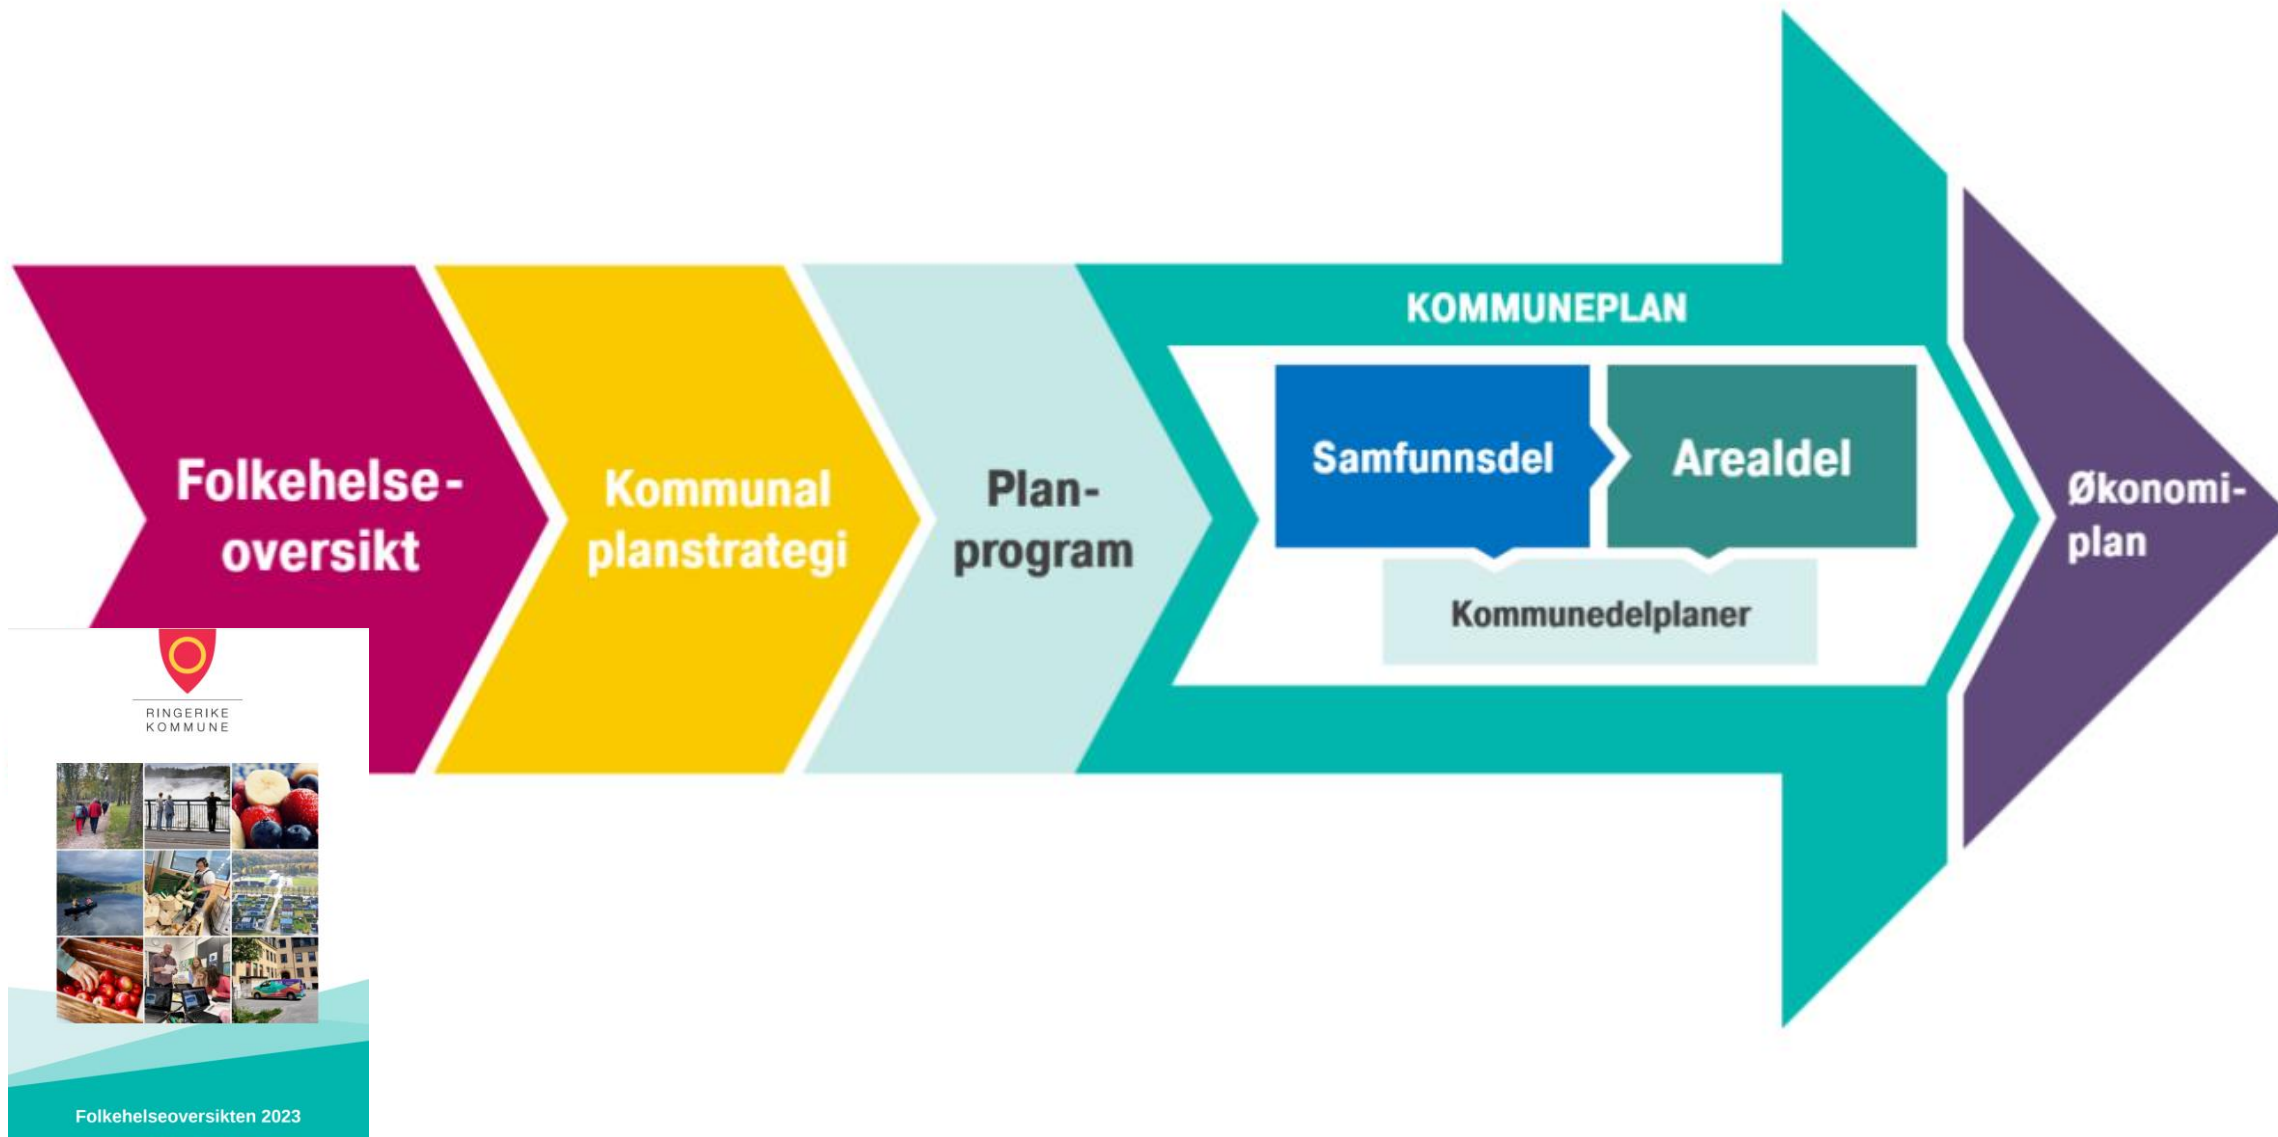 Folkehelse-
oversikt
Kommunal
planstrategi
Plan-
program
KOMMUNEPLAN
Samfunnsdel
Arealdel
Kommunedelplaner
Økonomi-
plan
RINGERIKE
KOMMUNE
Folkehelseoversikten 2023